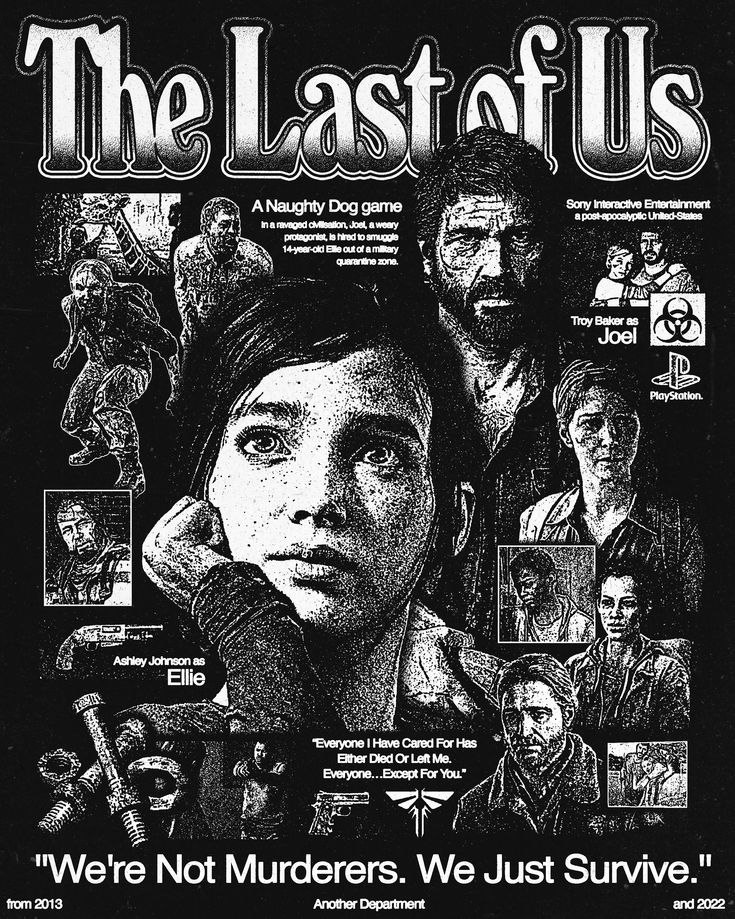 The Last of Us
A Naughty Dog game
In a ravaged civilisation, Joel, a weary
protagonist, is hired to smuggle
14-year-old Ellie out of a military
quarantine zone.
Sony Interactive Entertainment
a post-apocalyptic United-States
Troy Baker as
Joel
PlayStation.
Ashley Johnson as
Ellie
"Everyone I Have Cared For Has
Either Died Or Left Me.
Everyone...Except For You."
"We're Not Murderers. We Just Survive."
from 2013
Another Department
and 2022